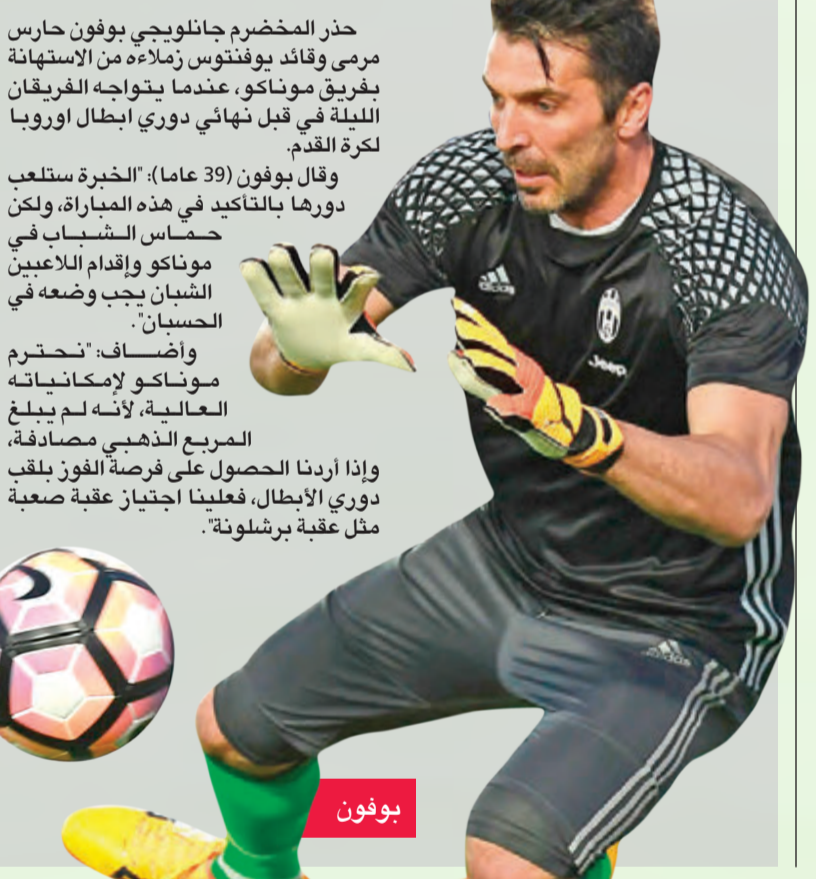 حذر المخضرم جانلويجي بوفون حارس
مرمى وقائد يوفنتوس زملاءه من الاستهانة
بفريق موناكو، عندما يتواجه الفريقان
الليلة في قبل نهائي دوري ابطال اوروبا
لكرة القدم.
وقال بوفون (39 عاما): "الخبرة ستلعب
دورها بالتأكيد في هذه المباراة، ولكن
حماس الشباب في
موناكو وإقدام اللاعبين
الشبان يجب وضعه في
الحسبان".
وأضاف: "نحترم
موناكو لإمكانياته
العالية، لأنه لم يبلغ
المربع الذهبي مصادفة،
وإذا أردنا الحصول على فرصة الفوز بلقب
دوري الأبطال، فعلينا اجتياز عقبة صعبة
مثل عقبة برشلونة".
adidas
Jeep
adidas
بوفون